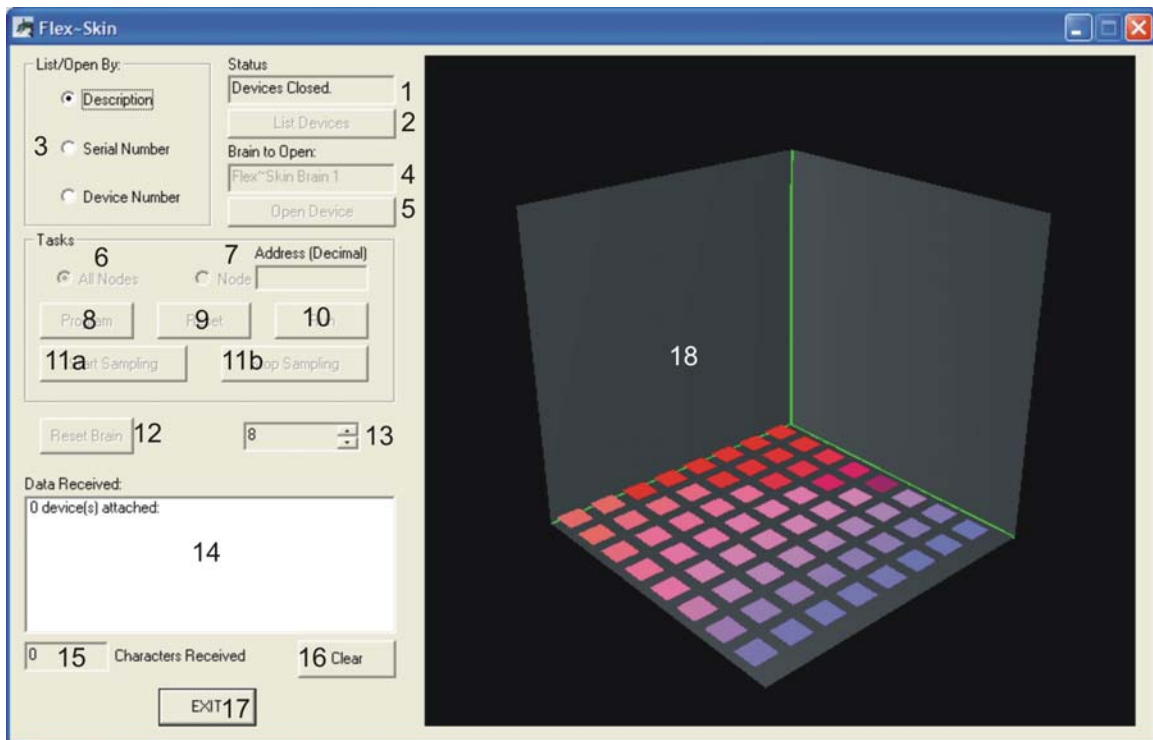 Flex~Skin
List/Open By:
Description
3 Serial Number
Device Number
Status
Devices Closed. 1
List Devices 2
Brain to Open:
Flex~Skin Brain 1 4
Open Device 5
Tasks
6 7 Address (Decimal)
All Nodes Node
8 9 10
11a Sampling 11b Sampling
Reset Brain 12 8 13
Data Received:
0 device(s) attached:
14
0 15 Characters Received 16 Clear
EXIT 17
18